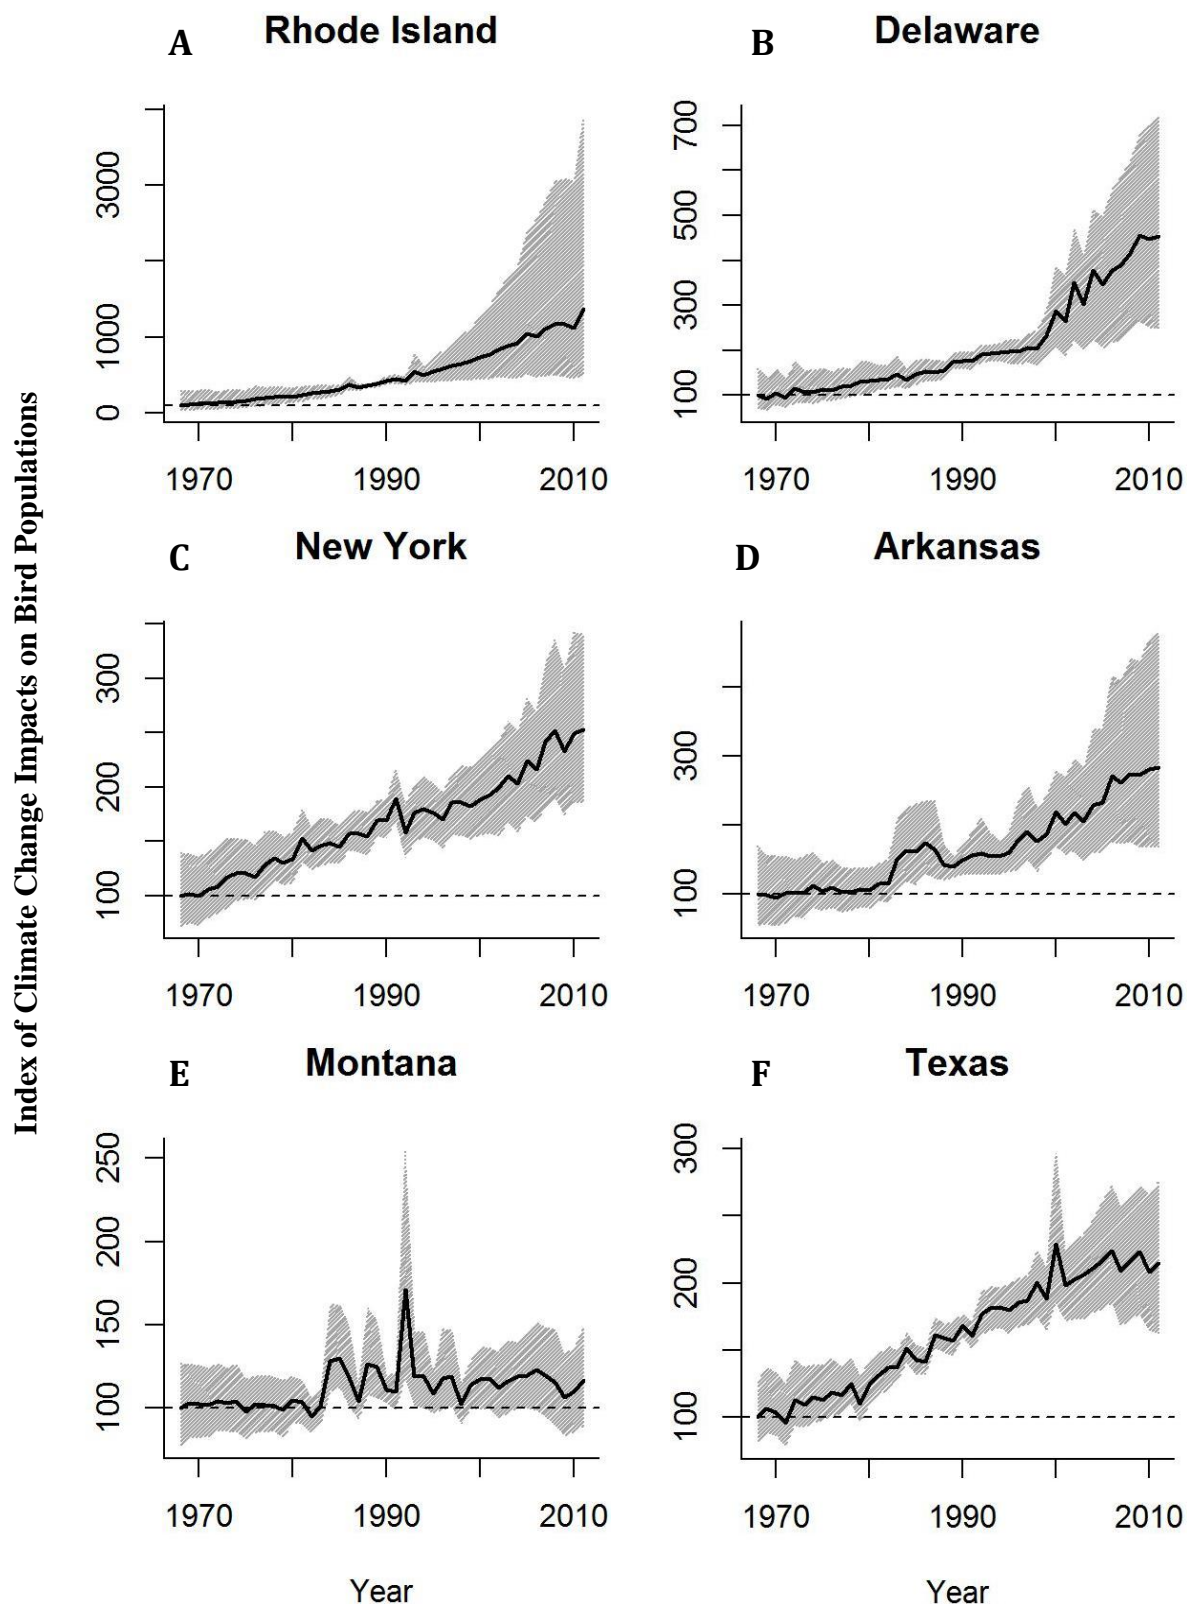 Index of Climate Change Impacts on Bird Populations
A Rhode Island
3000
1000
0
1970 1990 2010
B Delaware
700
500
300
100
1970 1990 2010
C New York
300
200
100
1970 1990 2010
D Arkansas
300
100
1970 1990 2010
E Montana
250
200
150
100
1970 1990 2010
Year
F Texas
300
200
100
1970 1990 2010
Year